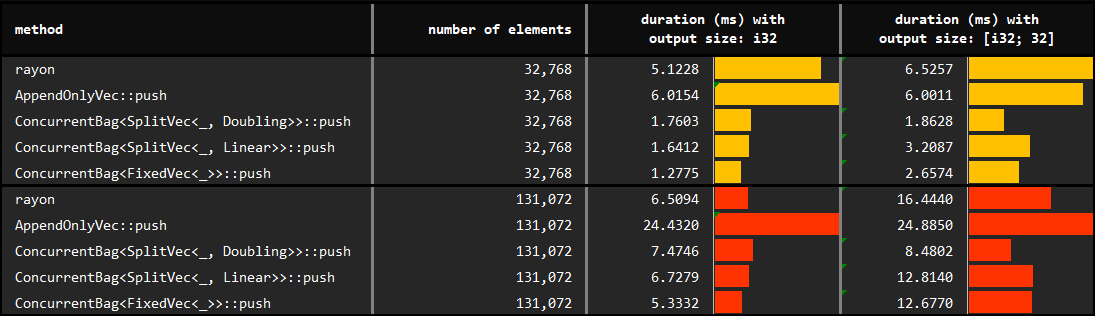 method number of elements duration (ms) with output size: i32 duration (ms) with output size: [i32; 32]
rayon 32,768 5.1228 6.5257
AppendOnlyVec::push 32,768 6.0154 6.0011
ConcurrentBag<SplitVec<_, Doubling>>::push 32,768 1.7603 1.8628
ConcurrentBag<SplitVec<_, Linear>>::push 32,768 1.6412 3.2087
ConcurrentBag<FixedVec<_>>::push 32,768 1.2775 2.6574
rayon 131,072 6.5094 16.4440
AppendOnlyVec::push 131,072 24.4320 24.8850
ConcurrentBag<SplitVec<_, Doubling>>::push 131,072 7.4746 8.4802
ConcurrentBag<SplitVec<_, Linear>>::push 131,072 6.7279 12.8140
ConcurrentBag<FixedVec<_>>::push 131,072 5.3332 12.6770